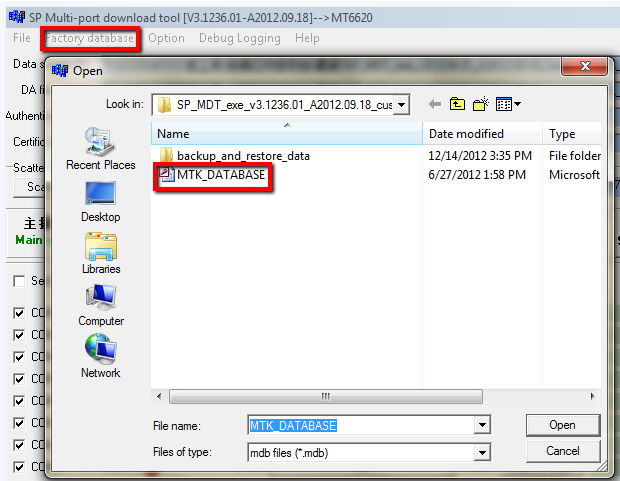 SP Multi-port download tool [V3.1236.01-A2012.09.18]-->MT6620
File Factory database Option Debug Logging Help
Data s
Open
DA fi
Look in: SP_MDT_exe_v3.1236.01_A2012.09.18_cus
Authenti
Name Date modified Type
Certific
Recent Places
backup_and_restore_data 12/14/2012 3:35 PM File folder
Scatte
MTK_DATABASE 6/27/2012 1:58 PM Microsoft
Sca
Desktop
主
Main
Libraries
Se
CO
Computer
CO
CO
Network
CO
CO
CO
File name: MTK_DATABASE Open
CO
Files of type: mdb files (*.mdb) Cancel
CO